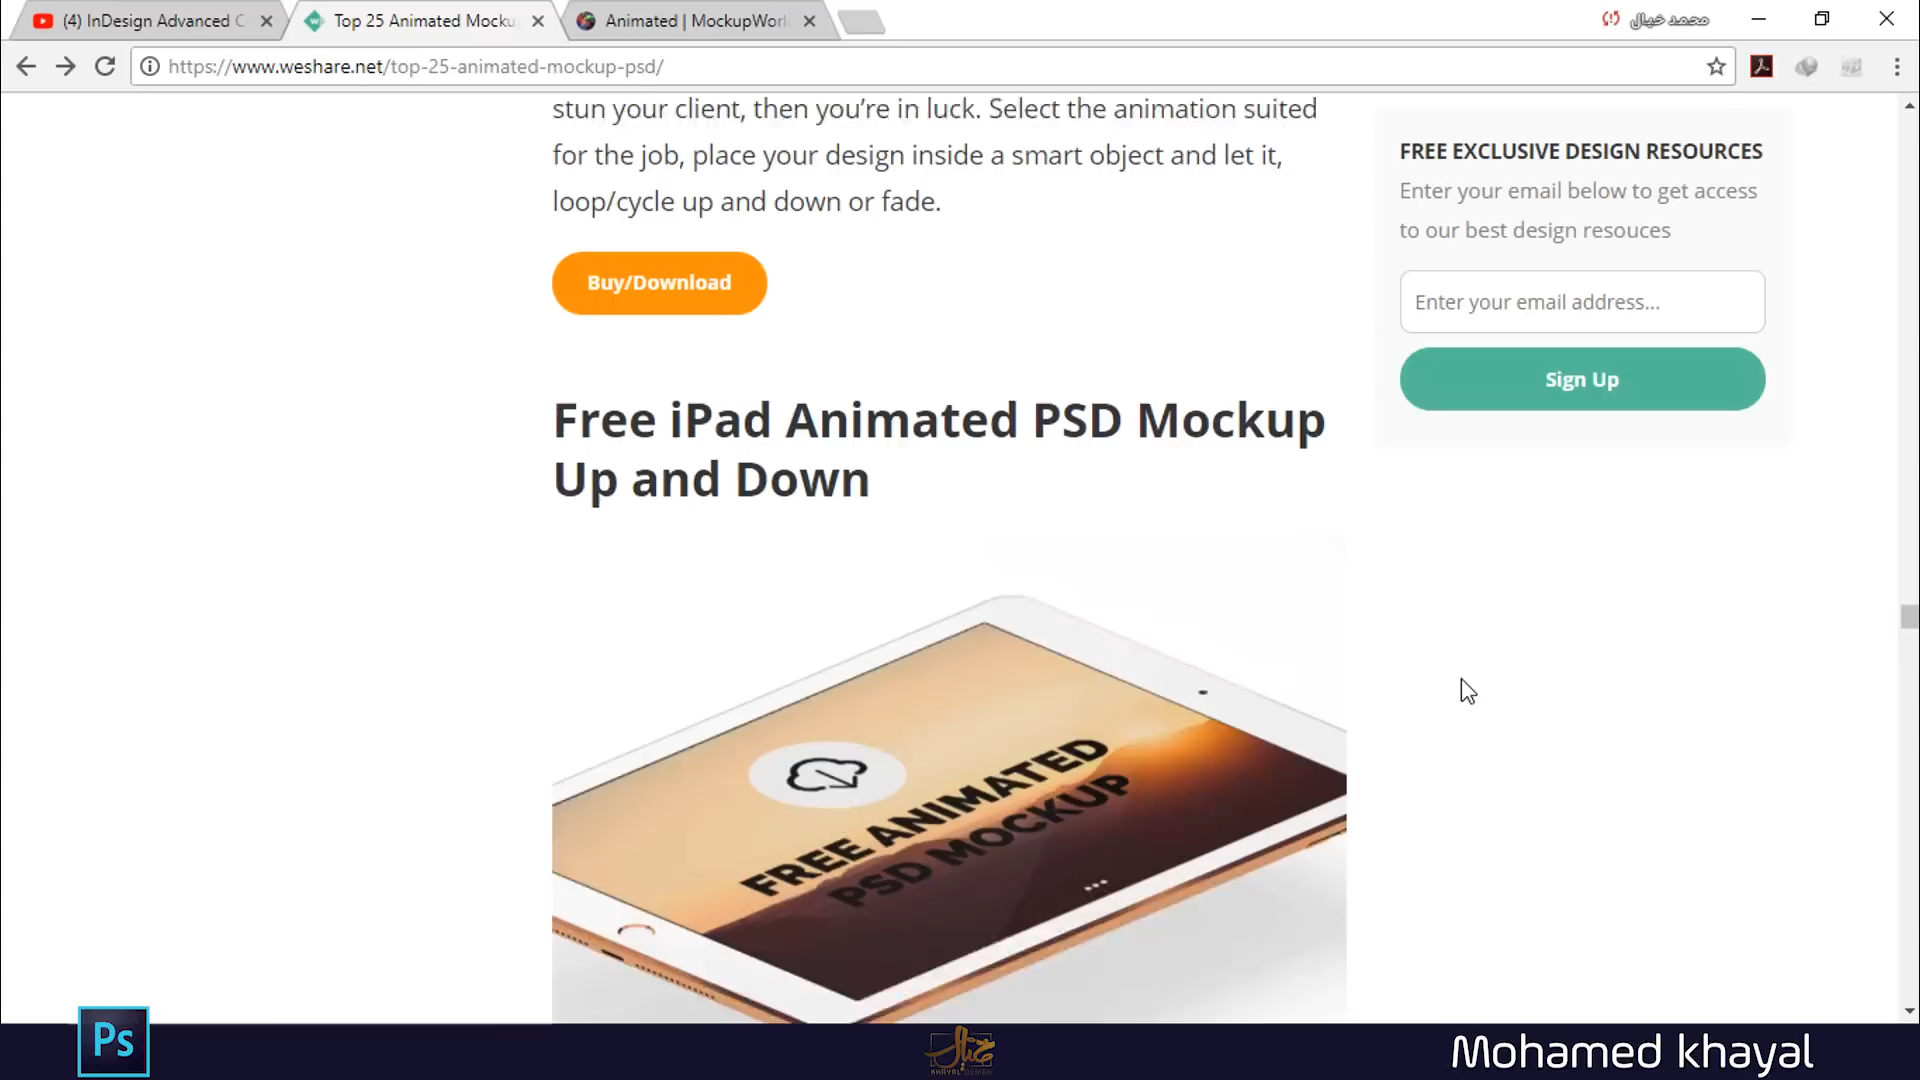 (4) InDesign Advanced C
Top 25 Animated Mocku
Animated | MockupWorl
محمد خيال
https://www.weshare.net/top-25-animated-mockup-psd/
stun your client, then you’re in luck. Select the animation suited
for the job, place your design inside a smart object and let it,
loop/cycle up and down or fade.
Buy/Download
FREE EXCLUSIVE DESIGN RESOURCES
Enter your email below to get access
to our best design resouces
Enter your email address...
Sign Up
Free iPad Animated PSD Mockup
Up and Down
FREE ANIMATED
PSD MOCKUP
Ps
خيال
KHAYAL DESIGN
Mohamed khayal